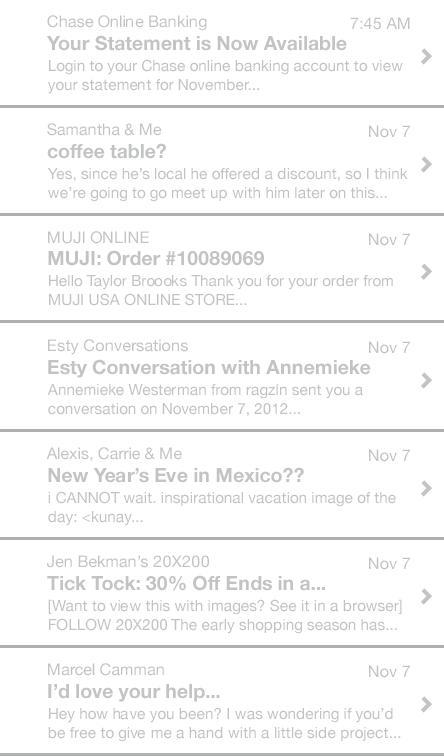 Chase Online Banking 7:45 AM
Your Statement is Now Available
Login to your Chase online banking account to view
your statement for November...
Samantha & Me Nov 7
coffee table?
Yes, since he's local he offered a discount, so I think
we're going to go meet up with him later on this...
MUJI ONLINE Nov 7
MUJI: Order #10089069
Hello Taylor Broooks Thank you for your order from
MUJI USA ONLINE STORE...
Esty Conversations Nov 7
Esty Conversation with Annemieke
Annemieke Westerman from ragzln sent you a
conversation on November 7, 2012...
Alexis, Carrie & Me Nov 7
New Year's Eve in Mexico??
i CANNOT wait. inspirational vacation image of the
day: <kunay...
Jen Bekman's 20X200 Nov 7
Tick Tock: 30% Off Ends in a...
[Want to view this with images? See it in a browser]
FOLLOW 20X200 The early shopping season has...
Marcel Camman Nov 7
I'd love your help...
Hey how have you been? I was wondering if you'd
be free to give me a hand with a little side project...